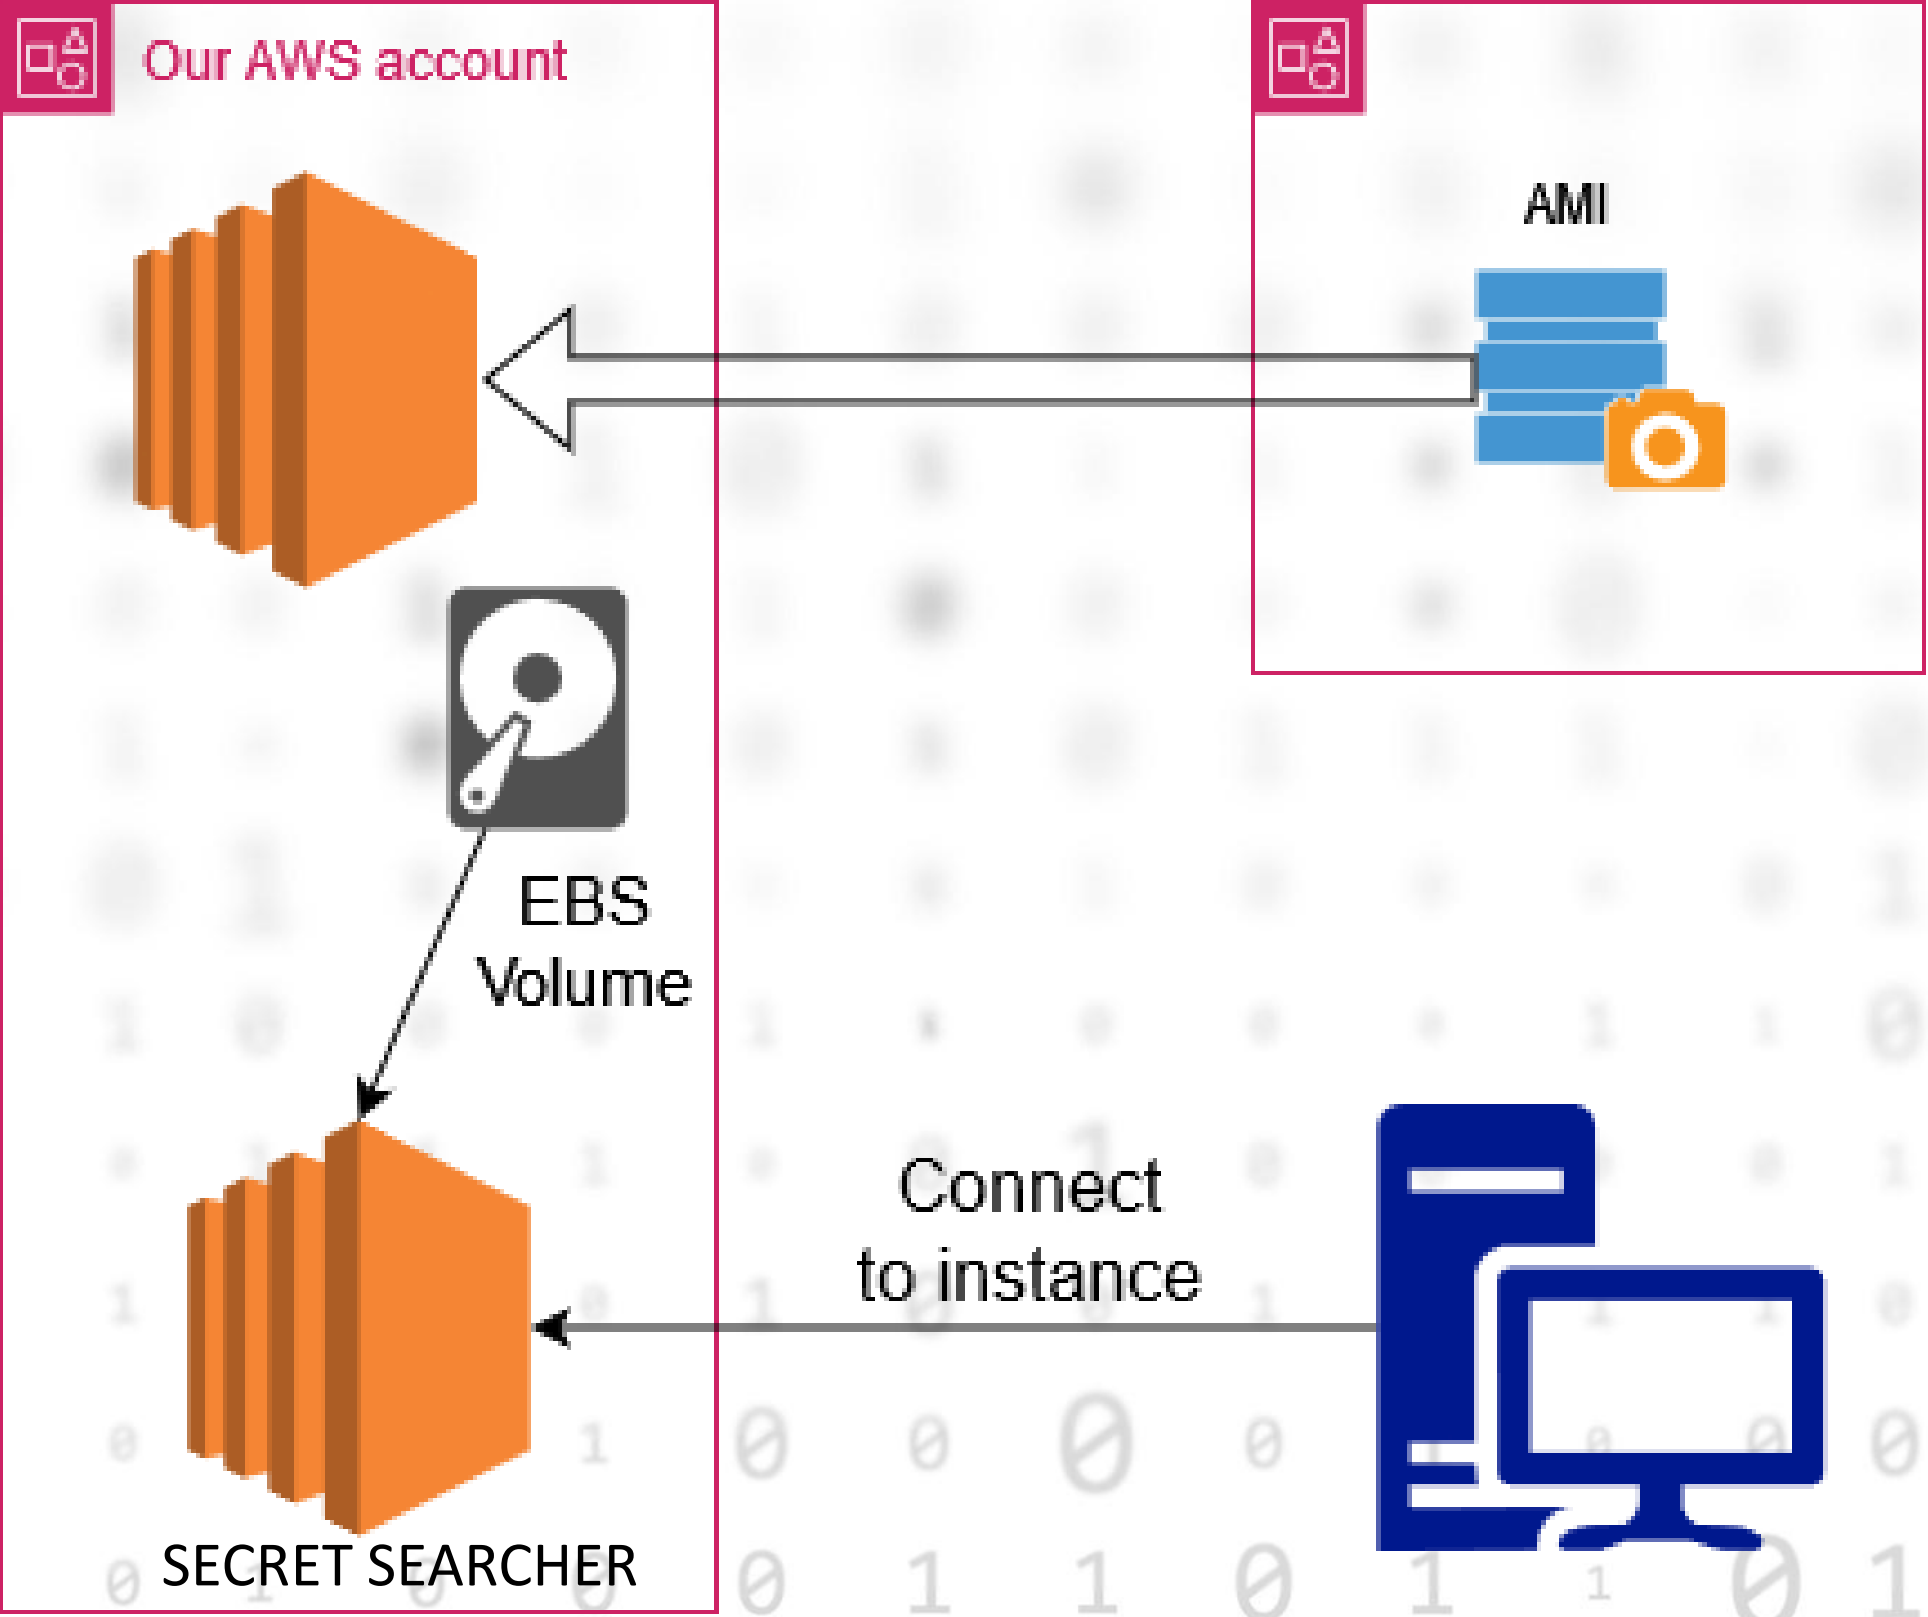 Our AWS account
AMI
EBS
Volume
Connect
to instance
SECRET SEARCHER